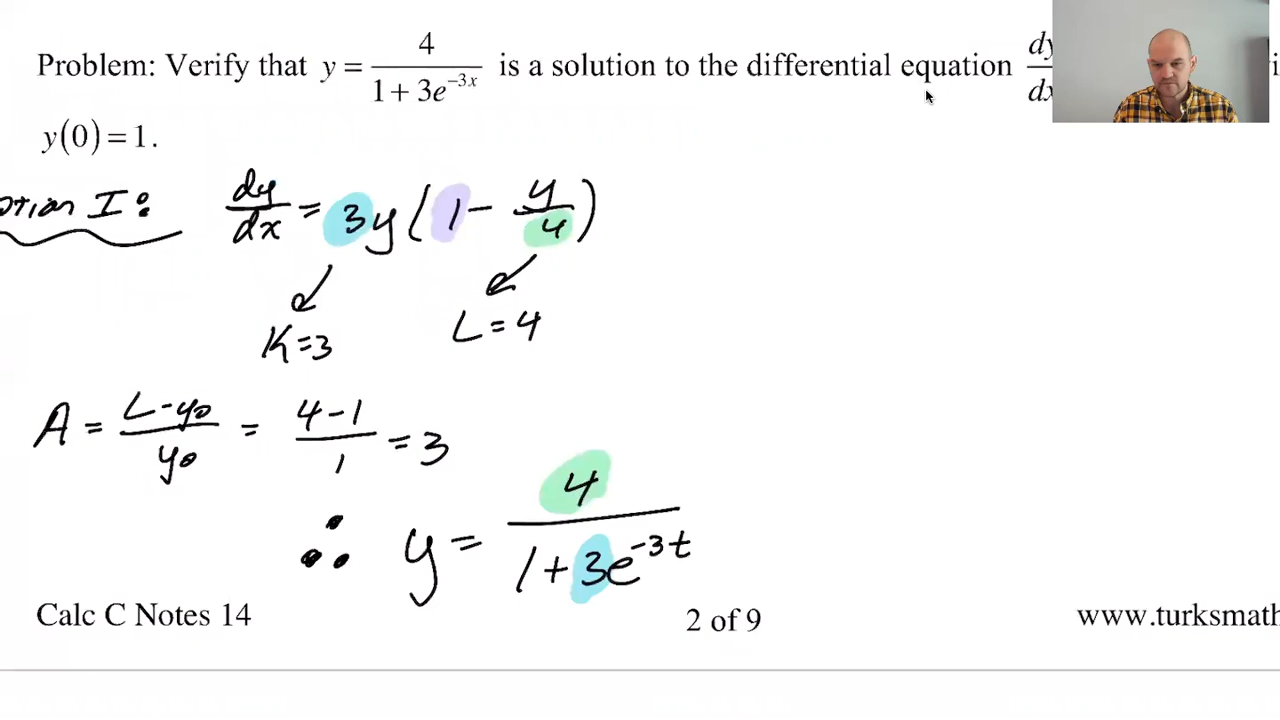 Problem: Verify that y = 4 / (1 + 3e^(−3x)) is a solution to the differential equation dy/dx
y(0) = 1.
ption I: dy/dx = 3y(1 - y/4)
K=3 L=4
A = (L-y0)/y0 = (4-1)/1 = 3
∴ y = 4 / (1+3e^(-3t))
Calc C Notes 14 2 of 9 www.turksmath